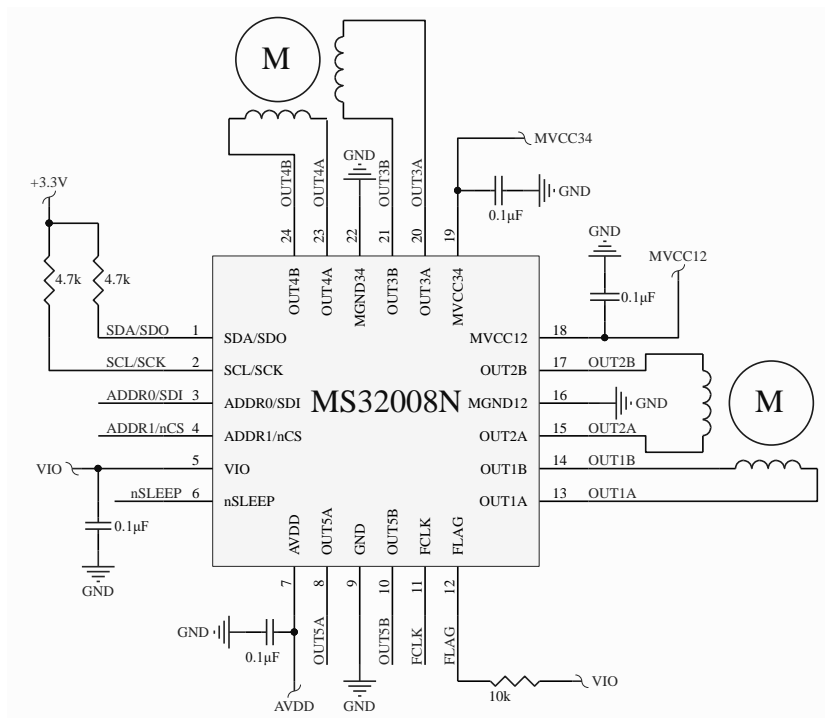 M
M
MVCC34
GND
OUT4B
OUT4A
OUT3B
OUT3A
0.1μF
GND
+3.3V
24
23
22
21
20
19
GND
MVCC12
4.7k
4.7k
OUT4B
OUT4A
MGND34
OUT3B
OUT3A
MVCC34
0.1μF
SDA/SDO
1
SDA/SDO
MVCC12
18
SCL/SCK
2
SCL/SCK
OUT2B
17
OUT2B
ADDR0/SDI
3
ADDR0/SDI
MS32008N
MGND12
16
GND
ADDR1/nCS
4
ADDR1/nCS
OUT2A
15
OUT2A
VIO
5
VIO
OUT1B
14
OUT1B
nSLEEP
6
nSLEEP
OUT1A
13
OUT1A
0.1μF
GND
AVDD
OUT5A
GND
OUT5B
FCLK
FLAG
7
8
9
10
11
12
GND
0.1μF
OUT5A
OUT5B
FCLK
FLAG
AVDD
GND
10k
VIO